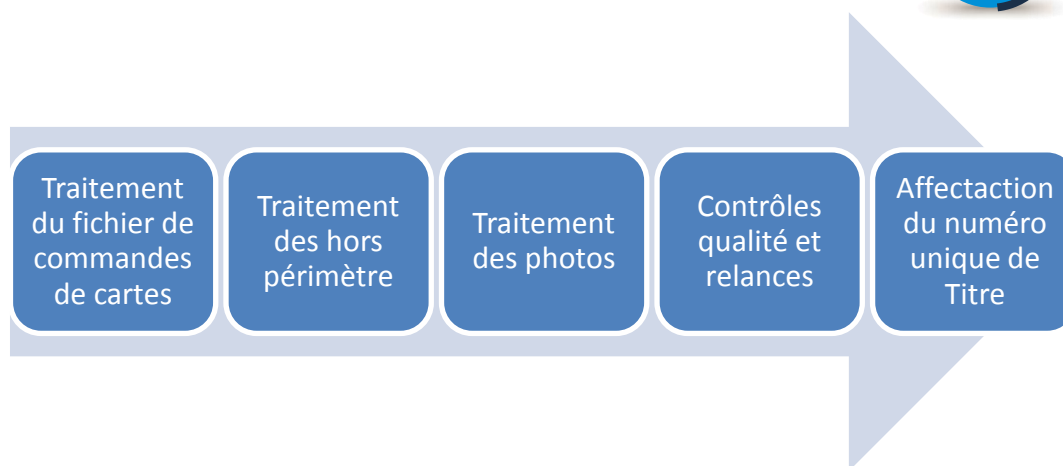 Traitement
du fichier de
commandes
de cartes
Traitement
des hors
périmètre
Traitement
des photos
Contrôles
qualité et
relances
Affectaction
du numéro
unique de
Titre